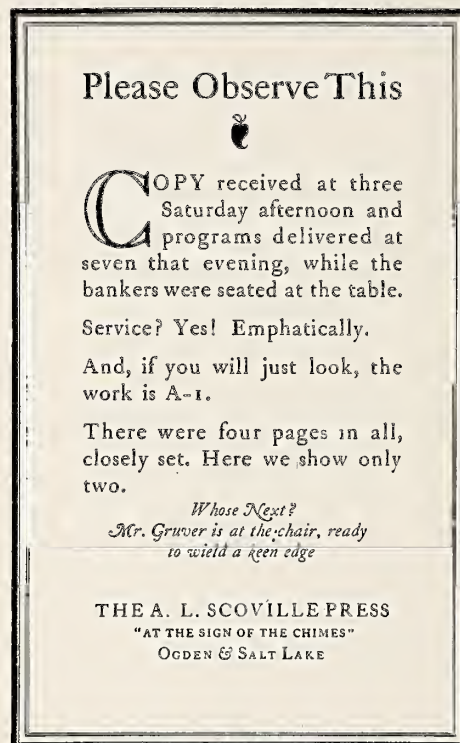 Please Observe This
COPY received at three
Saturday afternoon and
programs delivered at
seven that evening, while the
bankers were seated at the table.
Service? Yes! Emphatically.
And, if you will just look, the
work is A-1.
There were four pages in all,
closely set. Here we show only
two.
Whose Next?
Mr. Gruver is at the chair, ready
to wield a keen edge
THE A. L. SCOVILLE PRESS
"AT THE SIGN OF THE CHIMES"
OGDEN & SALT LAKE